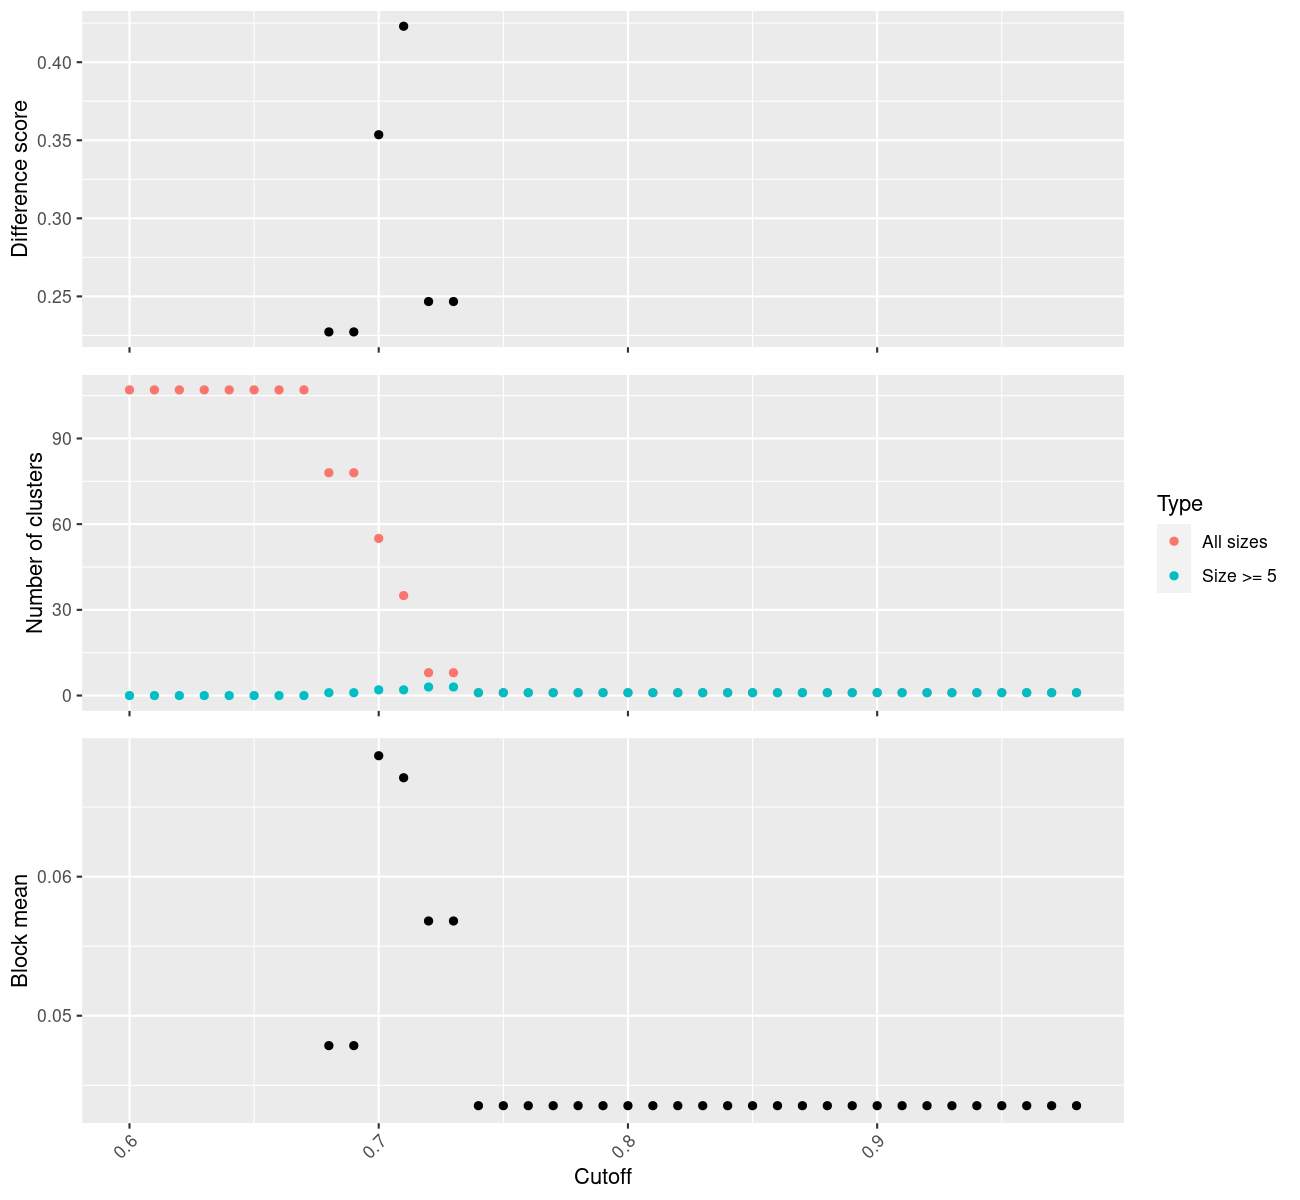 Difference score
0.40
0.35
0.30
0.25
Number of clusters
90
60
30
0
Type
All sizes
Size >= 5
Block mean
0.06
0.05
0.6
0.7
0.8
0.9
Cutoff